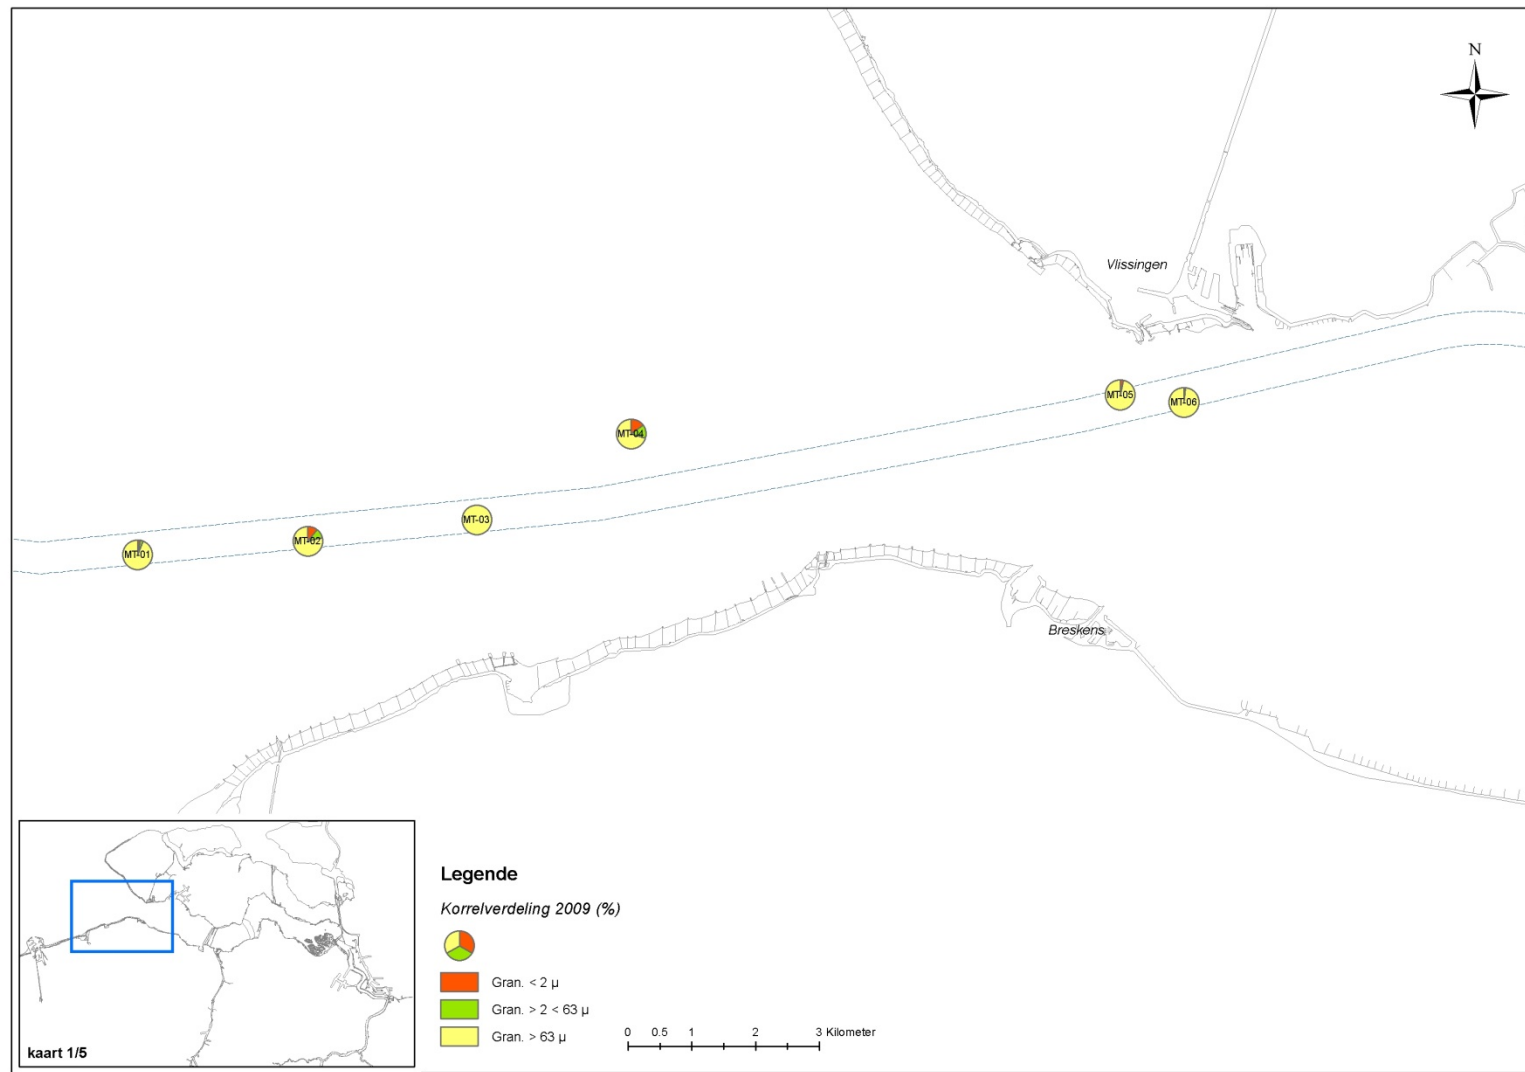 N
Vlissingen
MT-05
MT-06
MT-04
MT-03
MT-02
MT-01
Breskens
kaart 1/5
Legende
Korrelverdeling 2009 (%)
Gran. < 2 µ
Gran. > 2 < 63 µ
Gran. > 63 µ
0 0.5 1 2 3 Kilometer